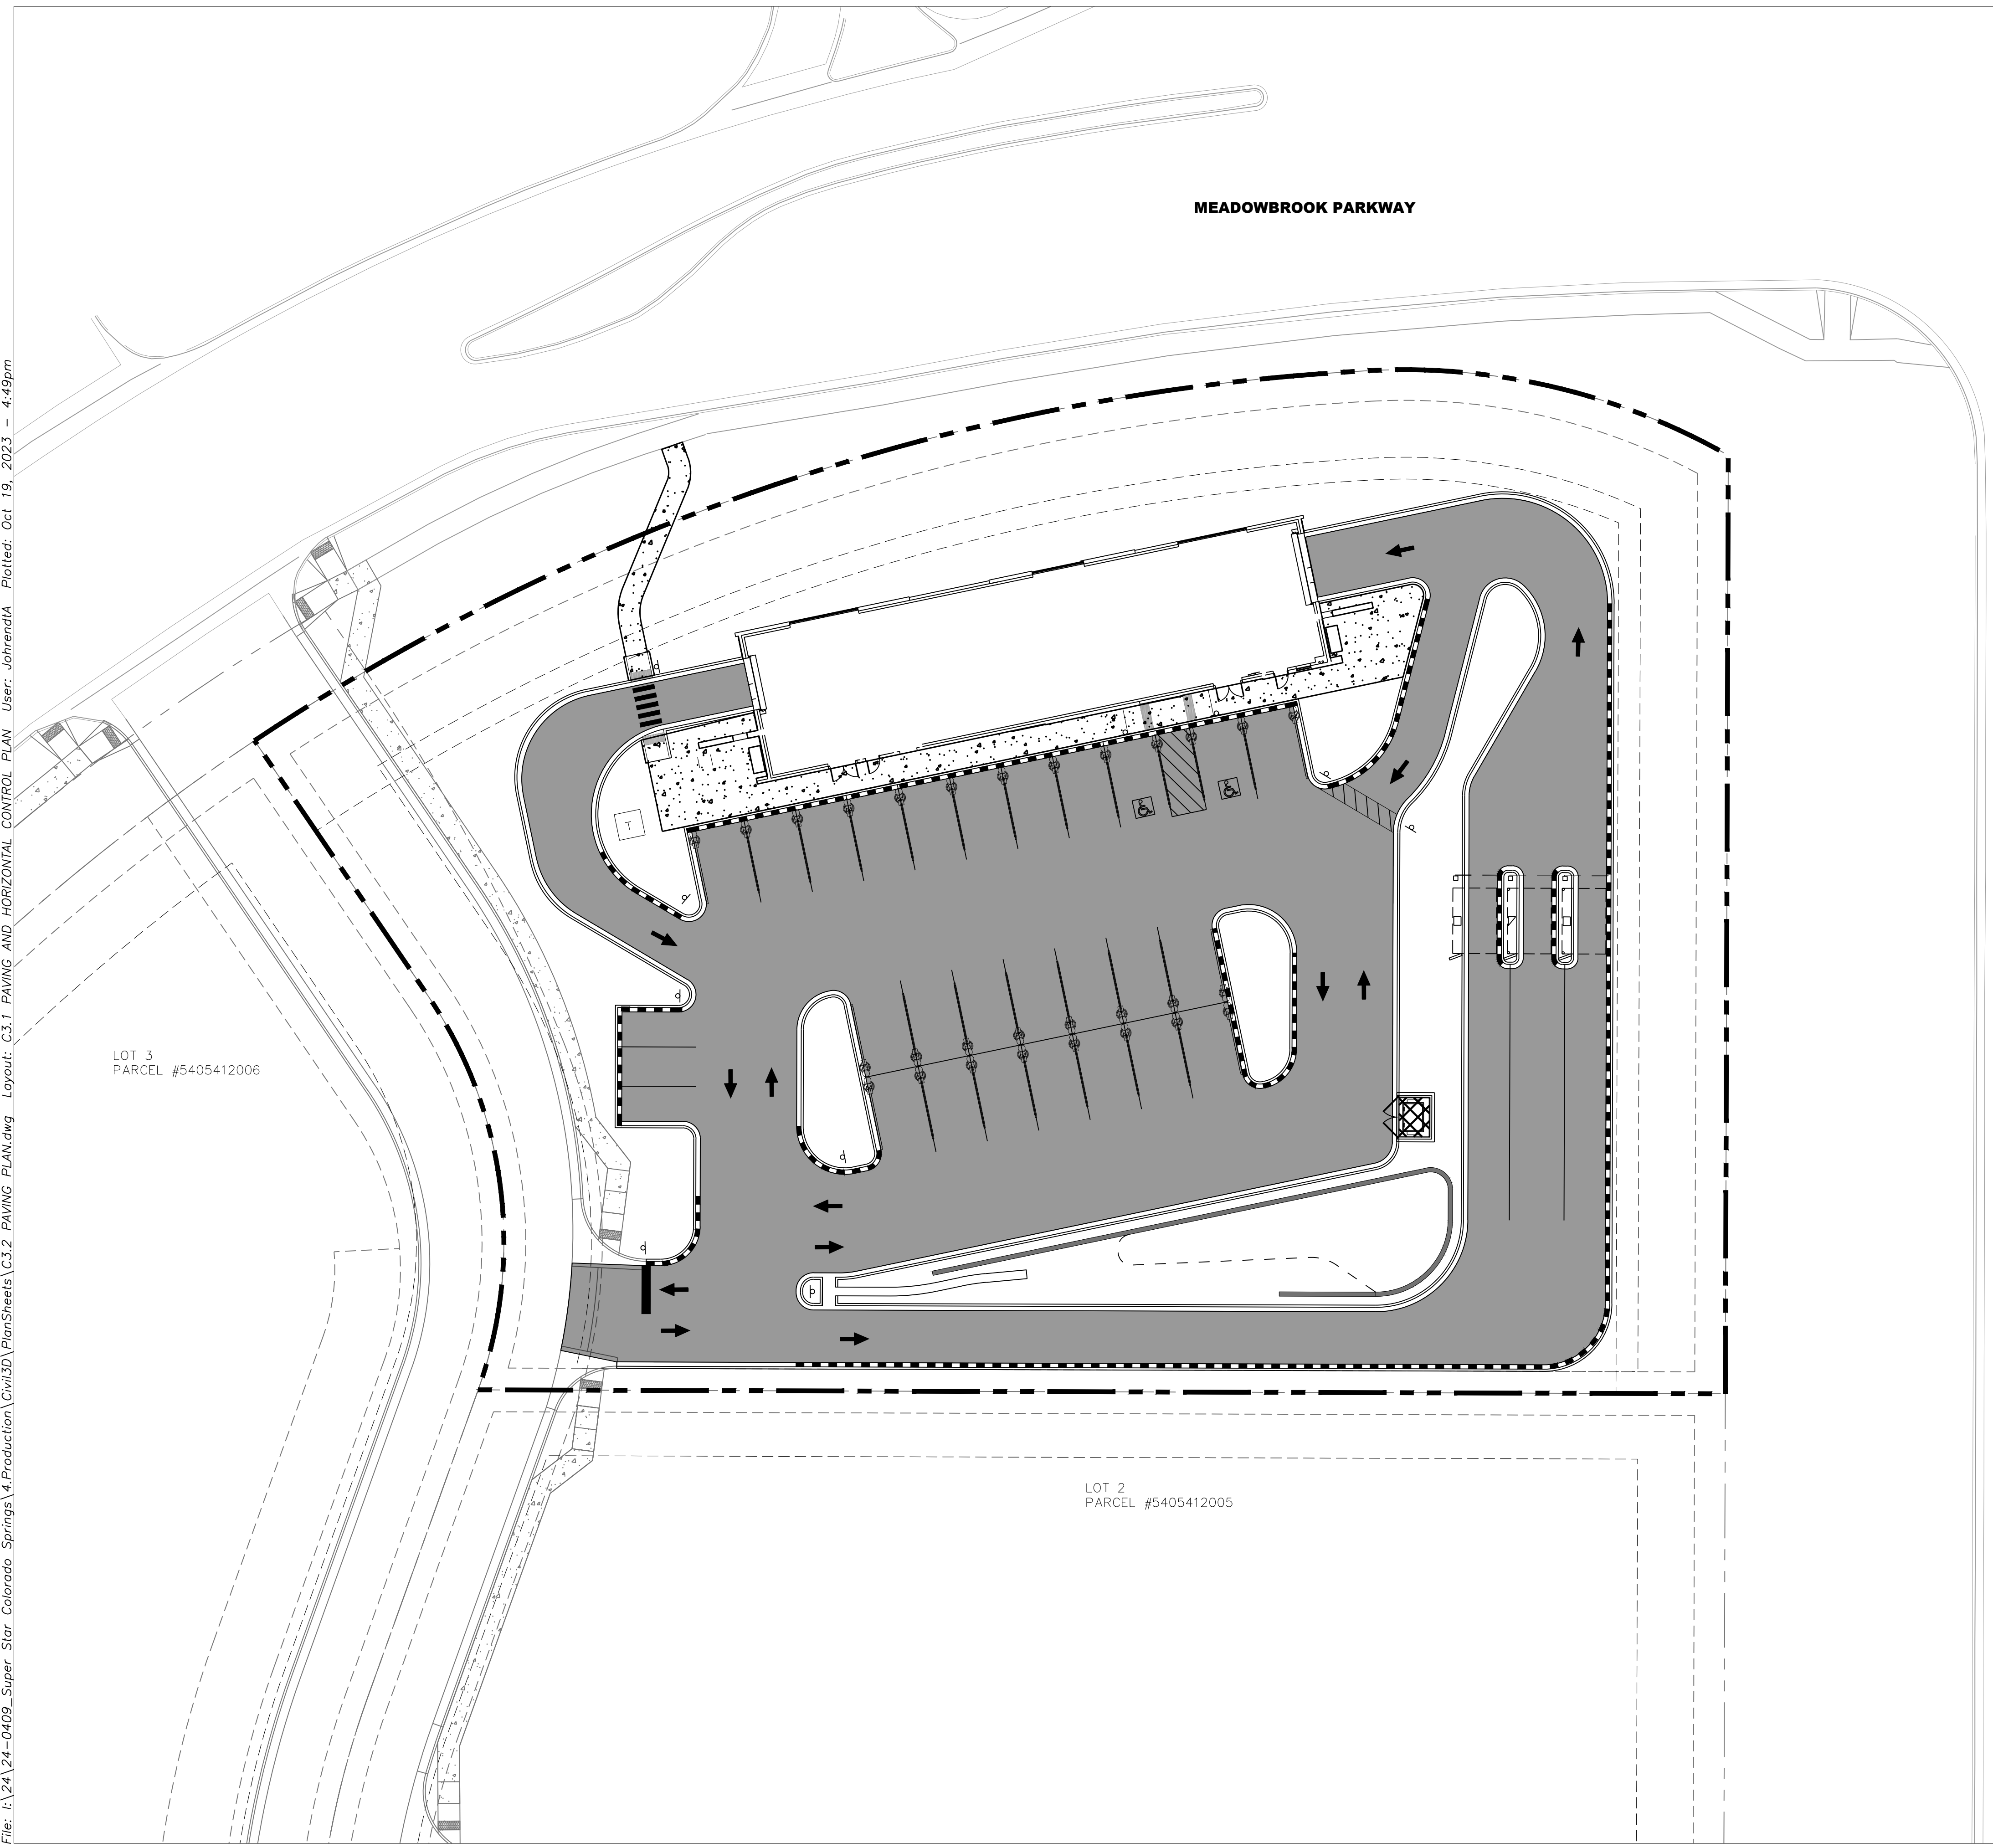 File: I:\24\24-0409_Super Star Colorado Springs\4.Production\Civil3D\PlanSheets\C3.2 PAVING PLAN.dwg Layout: C3.1 PAVING AND HORIZONTAL CONTROL PLAN User: JohrendtA Plotted: Oct 19, 2023 - 4:49pm
MEADOWBROOK PARKWAY
T
LOT 3
PARCEL #5405412006
LOT 2
PARCEL #5405412005